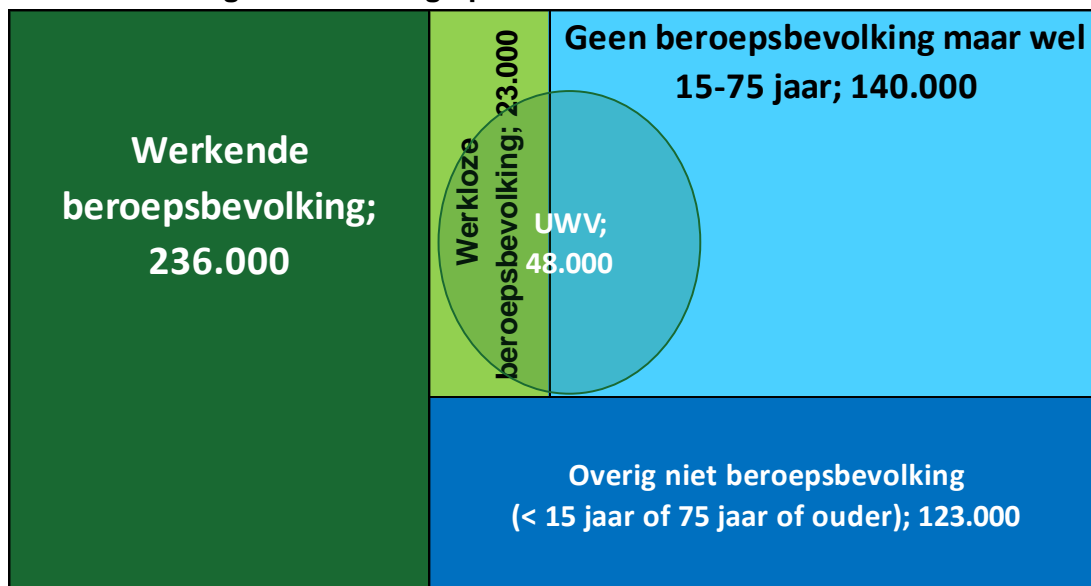 Werkende
beroepsbevolking;
236.000
Werkloze
beroepsbevolking; 23.000
Geen beroepsbevolking maar wel
15-75 jaar; 140.000
UWV;
48.000
Overig niet beroepsbevolking
(< 15 jaar of 75 jaar of ouder); 123.000